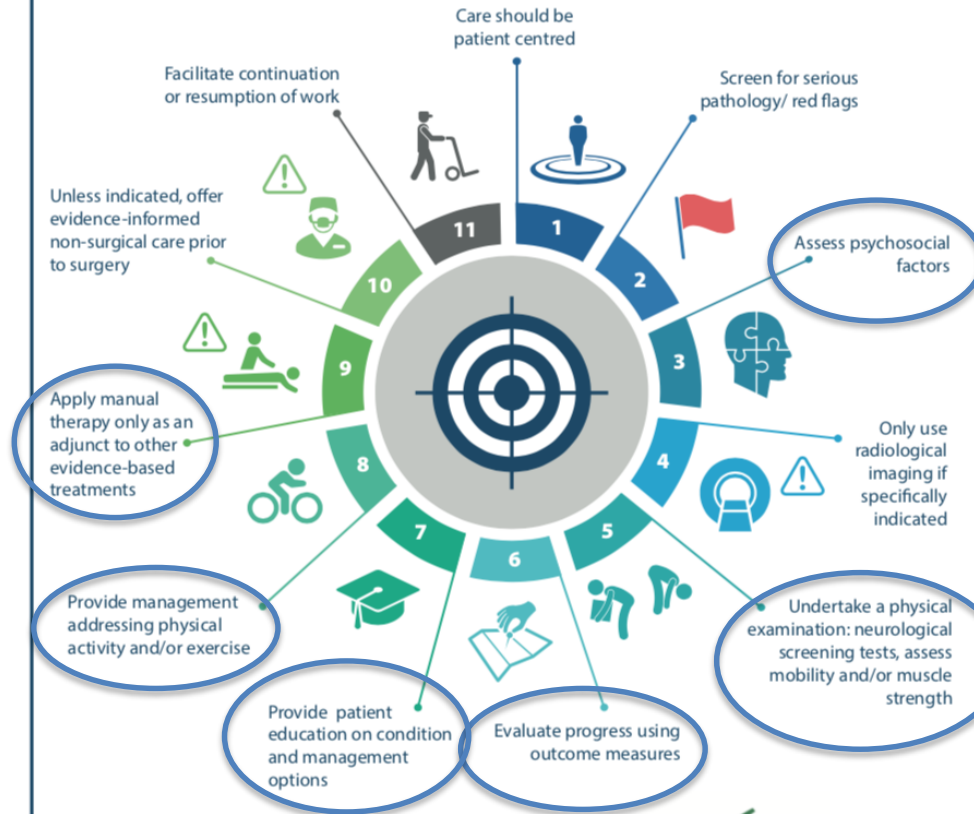 Care should be
patient centred
Facilitate continuation
or resumption of work
Screen for serious
pathology/ red flags
Unless indicated, offer
evidence-informed
non-surgical care prior
to surgery
Assess psychosocial
factors
Apply manual
therapy only as an
adjunct to other
evidence-based
treatments
Only use
radiological
imaging if
specifically
indicated
Provide management
addressing physical
activity and/or exercise
Undertake a physical
examination: neurological
screening tests, assess
mobility and/or muscle
strength
Provide patient
education on condition
and management
options
Evaluate progress using
outcome measures
1
2
3
4
5
6
7
8
9
10
11